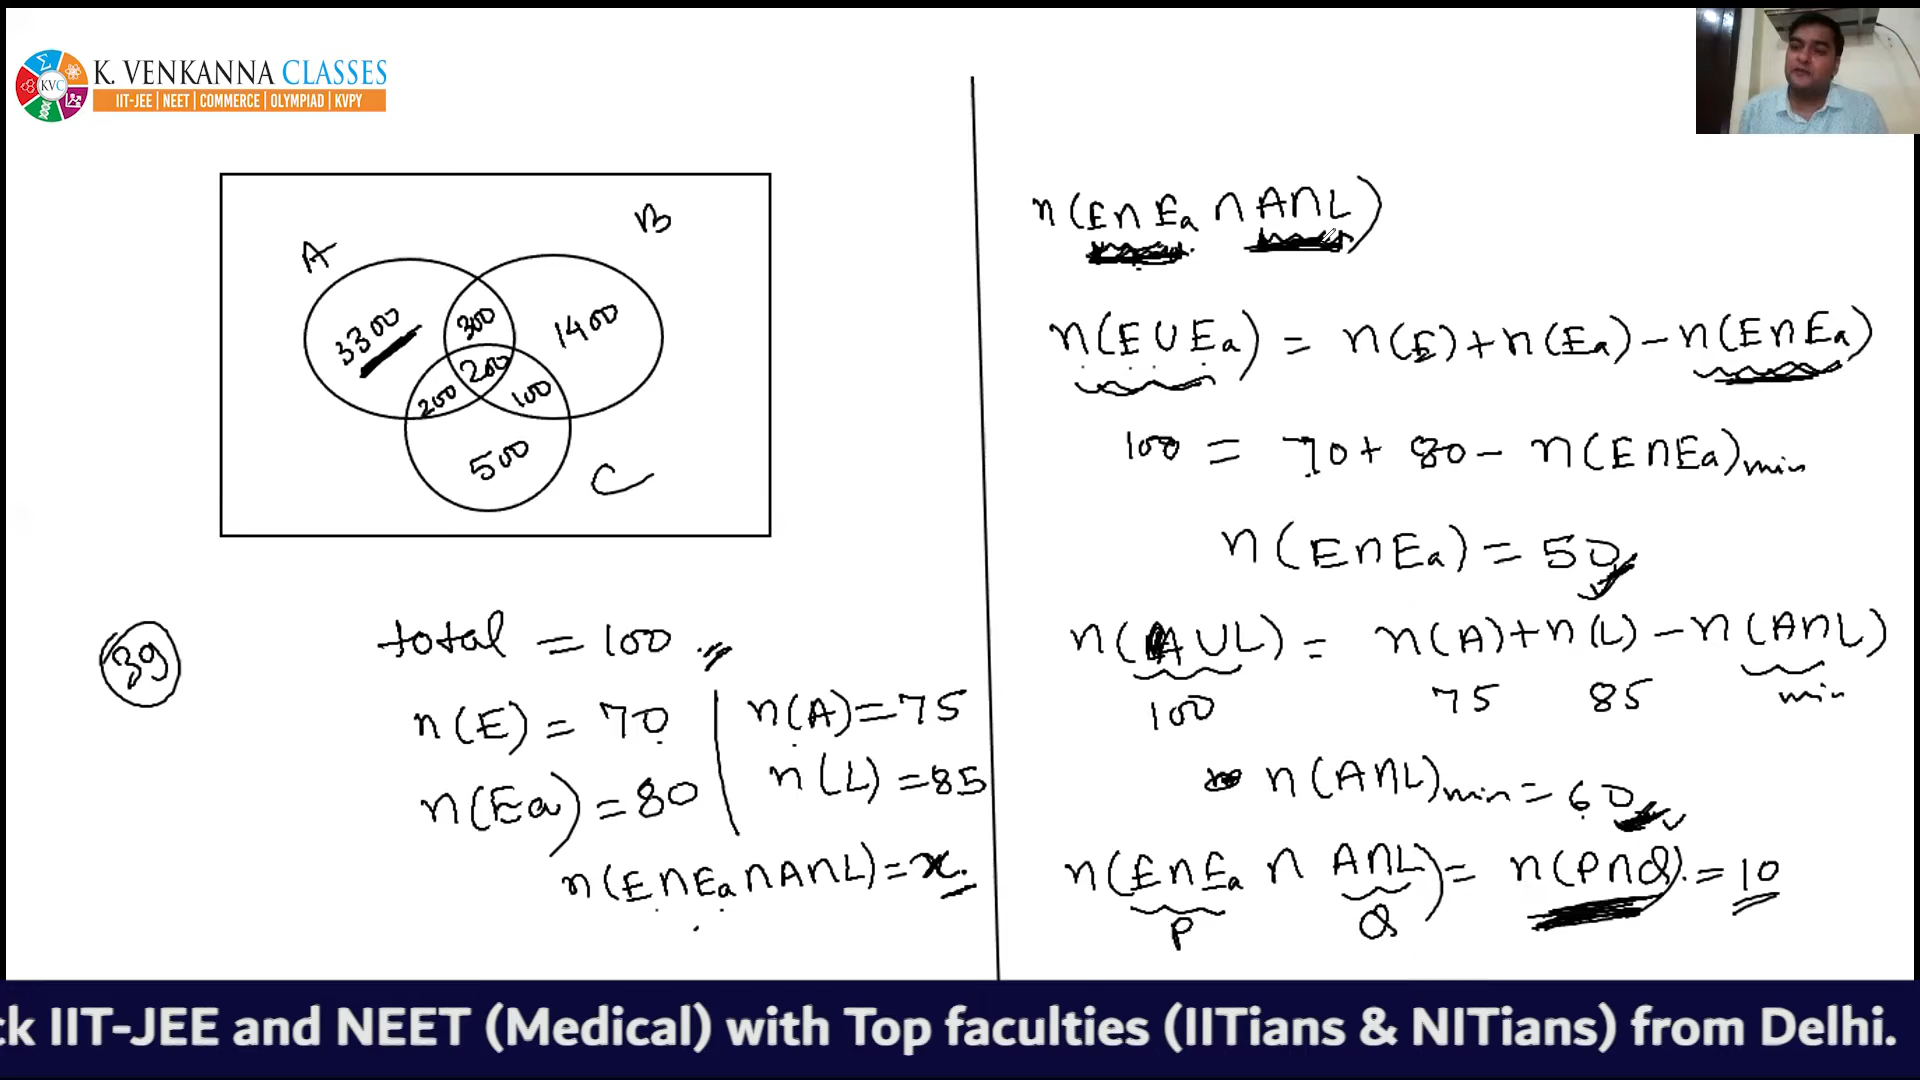 K. VENKANNA CLASSES
KVC
IIT-JEE | NEET | COMMERCE | OLYMPIAD | KVPY
A
B
3300
300
1400
200
200
100
500
C
39
total = 100
n(E) = 70
n(Ea) = 80
n(A) = 75
n(L) = 85
n(E∩Ea∩A∩L) = x.
n(E∩Ea ∩ A∩L)
n(E∪Ea) = n(E)+n(Ea)-n(E∩Ea)
100 = 70+ 80 - n(E∩Ea)min
n(E∩Ea) = 50
n(A∪L) = n(A)+n(L)-n(A∩L)
100 75 85 min
n(A∩L)min = 60
n(E∩Ea ∩ A∩L) = n(P∩Q). = 10
P Q
ck IIT-JEE and NEET (Medical) with Top faculties (IITians & NITians) from Delhi.